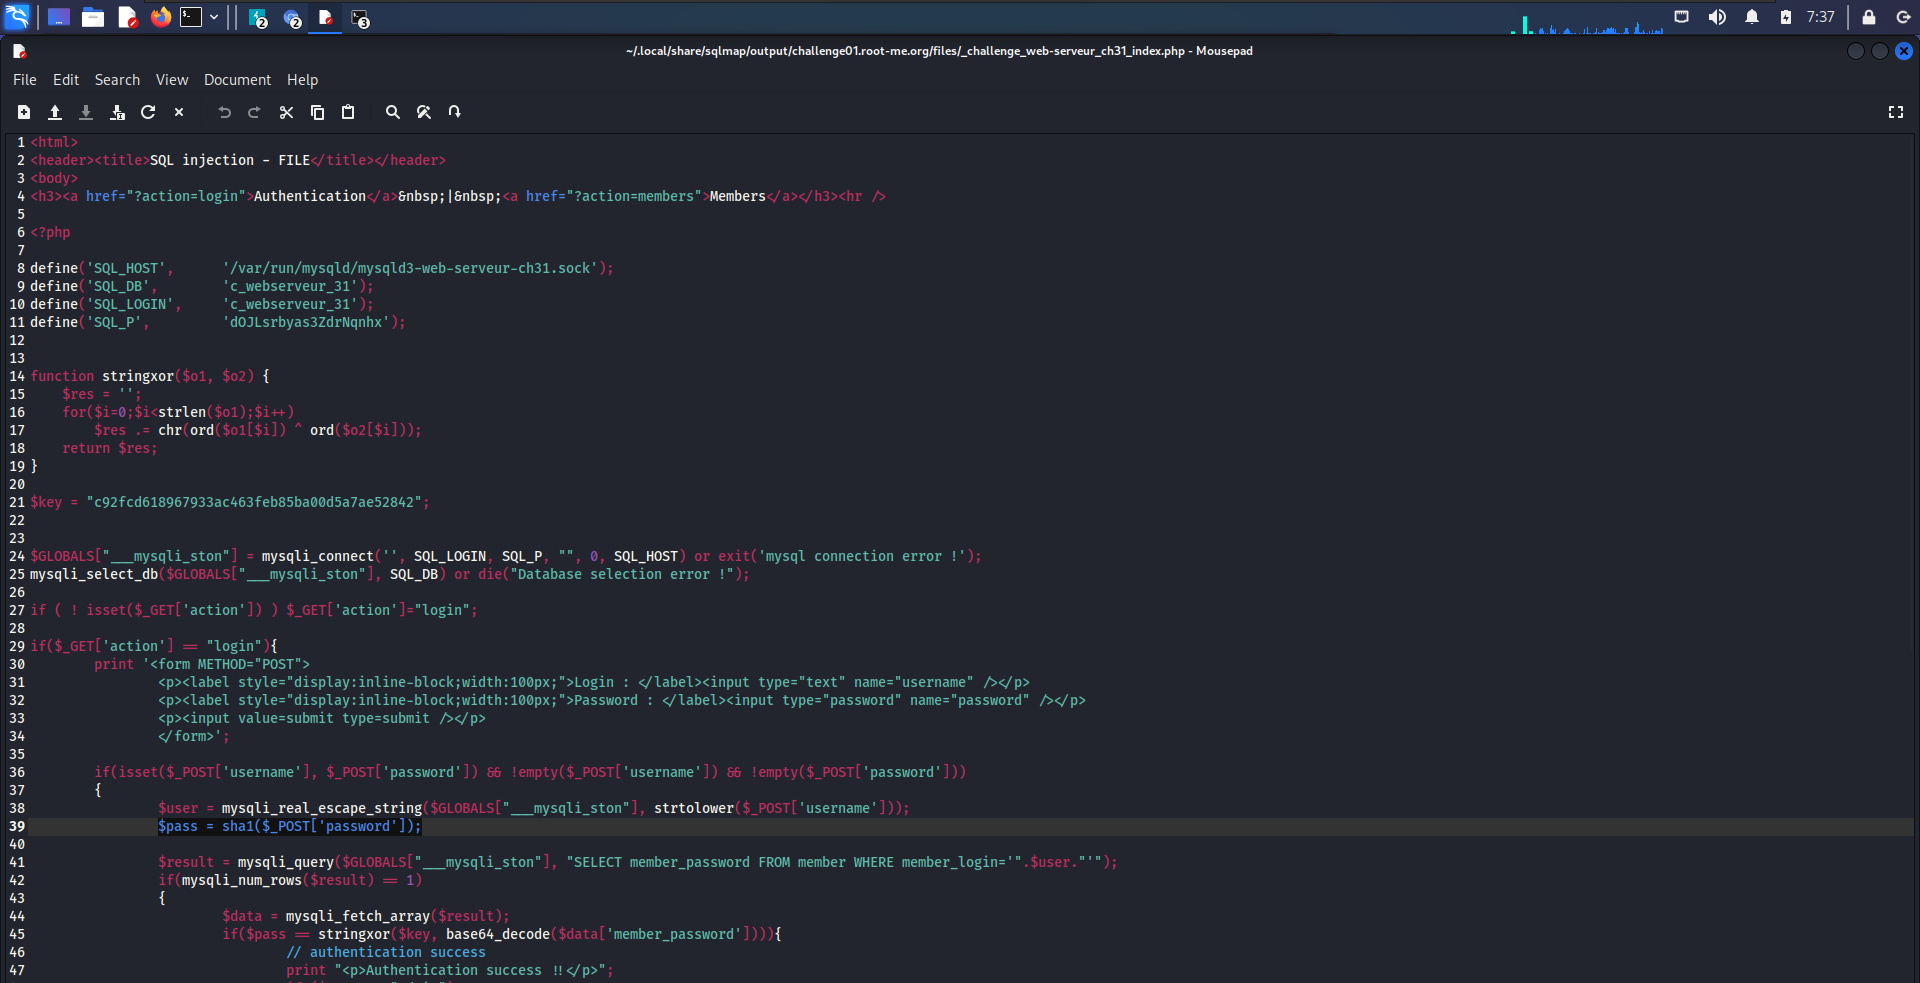 2 2 3 7:37
~/.local/share/sqlmap/output/challenge01.root-me.org/files/_challenge_web-serveur_ch31_index.php - Mousepad
File Edit Search View Document Help
1 <html>
2 <header><title>SQL injection - FILE</title></header>
3 <body>
4 <h3><a href="?action=login">Authentication</a>&nbsp;|&nbsp;<a href="?action=members">Members</a></h3><hr />
5
6 <?php
7
8 define('SQL_HOST',      '/var/run/mysqld/mysqld3-web-serveur-ch31.sock');
9 define('SQL_DB',        'c_webserveur_31');
10 define('SQL_LOGIN',     'c_webserveur_31');
11 define('SQL_P',         'dOJLsrbyas3ZdrNqnhx');
12
13
14 function stringxor($o1, $o2) {
15     $res = '';
16     for($i=0;$i<strlen($o1);$i++)
17         $res .= chr(ord($o1[$i]) ^ ord($o2[$i]));
18     return $res;
19 }
20
21 $key = "c92fcd618967933ac463feb85ba00d5a7ae52842";
22
23
24 $GLOBALS["___mysqli_ston"] = mysqli_connect('', SQL_LOGIN, SQL_P, "", 0, SQL_HOST) or exit('mysql connection error !');
25 mysqli_select_db($GLOBALS["___mysqli_ston"], SQL_DB) or die("Database selection error !");
26
27 if ( ! isset($_GET['action']) ) $_GET['action']="login";
28
29 if($_GET['action'] == "login"){
30         print '<form METHOD="POST">
31                 <p><label style="display:inline-block;width:100px;">Login : </label><input type="text" name="username" /></p>
32                 <p><label style="display:inline-block;width:100px;">Password : </label><input type="password" name="password" /></p>
33                 <p><input value=submit type=submit /></p>
34                 </form>';
35
36         if(isset($_POST['username'], $_POST['password']) && !empty($_POST['username']) && !empty($_POST['password']))
37         {
38                 $user = mysqli_real_escape_string($GLOBALS["___mysqli_ston"], strtolower($_POST['username']));
39                 $pass = sha1($_POST['password']);
40
41                 $result = mysqli_query($GLOBALS["___mysqli_ston"], "SELECT member_password FROM member WHERE member_login='".$user."'");
42                 if(mysqli_num_rows($result) == 1)
43                 {
44                         $data = mysqli_fetch_array($result);
45                         if($pass == stringxor($key, base64_decode($data['member_password']))){
46                                 // authentication success
47                                 print "<p>Authentication success !!</p>";